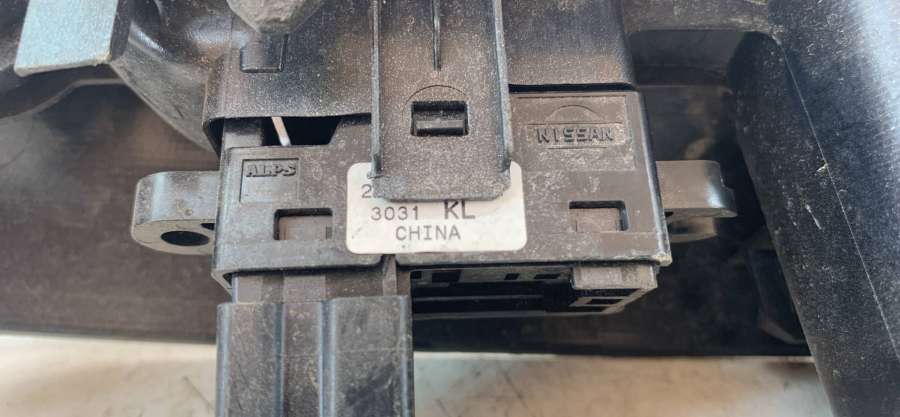 NISSAN
ALPS
3031 KL
CHINA